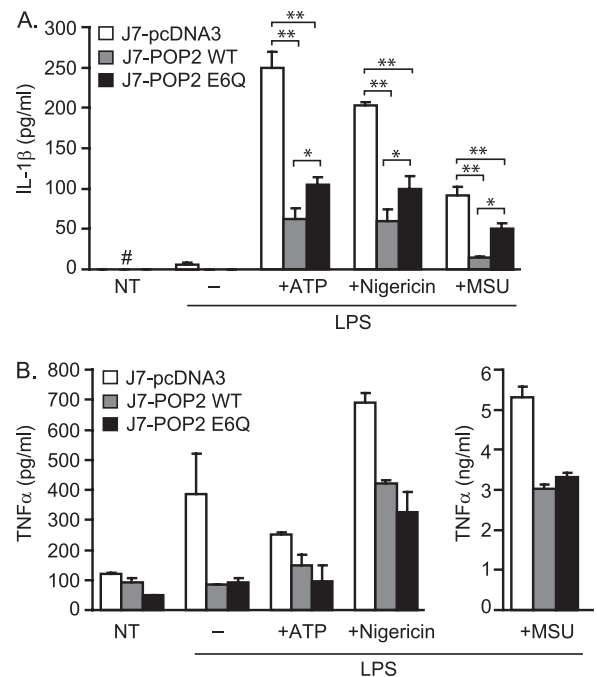 A.
J7-pcDNA3
J7-POP2 WT
J7-POP2 E6Q
IL-1β (pg/ml)
300
250
200
150
100
50
0
#
** ** *
** ** *
** ** *
NT – +ATP +Nigericin +MSU
LPS
B.
J7-pcDNA3
J7-POP2 WT
J7-POP2 E6Q
TNFα (pg/ml)
800
700
600
500
400
300
200
100
0
NT – +ATP +Nigericin
TNFα (ng/ml)
6
5
4
3
2
1
0
+MSU
LPS